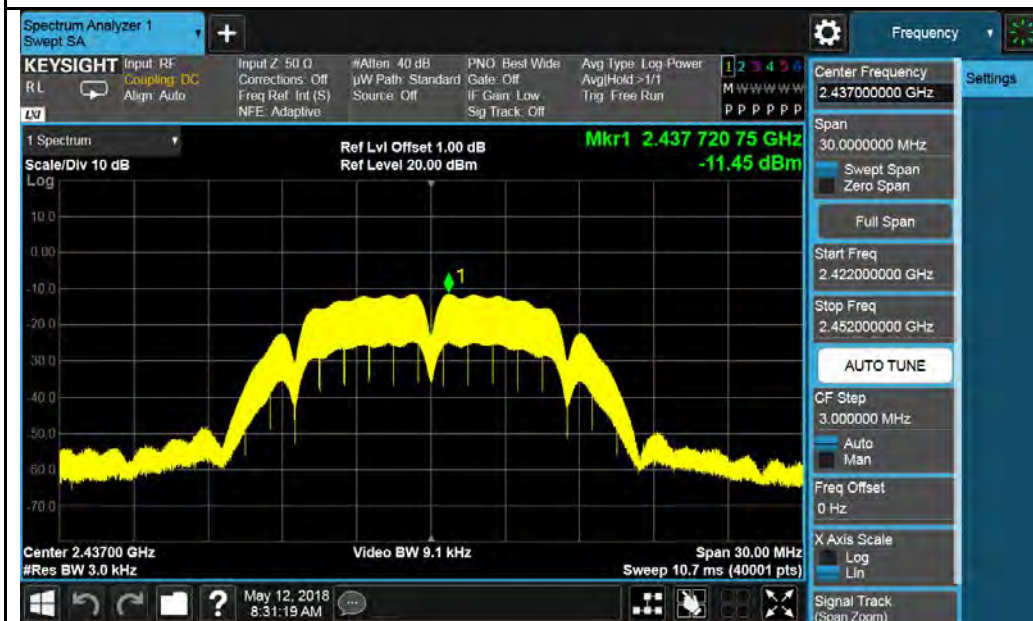 Spectrum Analyzer 1
Swept SA
+
Frequency
KEYSIGHT
RL
LXI
Input: RF
Coupling: DC
Align: Auto
Input Z: 50 Ω
Corrections: Off
Freq Ref: Int (S)
NFE: Adaptive
#Atten: 40 dB
µW Path: Standard
Source: Off
PNO: Best Wide
Gate: Off
IF Gain: Low
Sig Track: Off
Avg Type: Log-Power
Avg|Hold:>1/1
Trig: Free Run
1 2 3 4 5 6
M W W W W W
P P P P P P
1 Spectrum
Scale/Div 10 dB
Log
Ref Lvl Offset 1.00 dB
Ref Level 20.00 dBm
Mkr1 2.437 720 75 GHz
-11.45 dBm
10.0
0.00
-10.0
-20.0
-30.0
-40.0
-50.0
-60.0
-70.0
1
Center 2.43700 GHz
#Res BW 3.0 kHz
Video BW 9.1 kHz
Span 30.00 MHz
Sweep 10.7 ms (40001 pts)
Center Frequency
2.437000000 GHz
Settings
Span
30.0000000 MHz
Swept Span
Zero Span
Full Span
Start Freq
2.422000000 GHz
Stop Freq
2.452000000 GHz
AUTO TUNE
CF Step
3.000000 MHz
Auto
Man
Freq Offset
0 Hz
X Axis Scale
Log
Lin
Signal Track
(Span Zoom)
?
May 12, 2018
8:31:19 AM